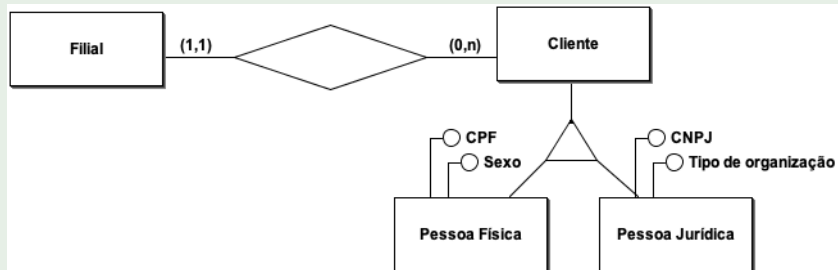 Filial
(1,1)
(0,n)
Cliente
CPF
Sexo
CNPJ
Tipo de organização
Pessoa Física
Pessoa Jurídica